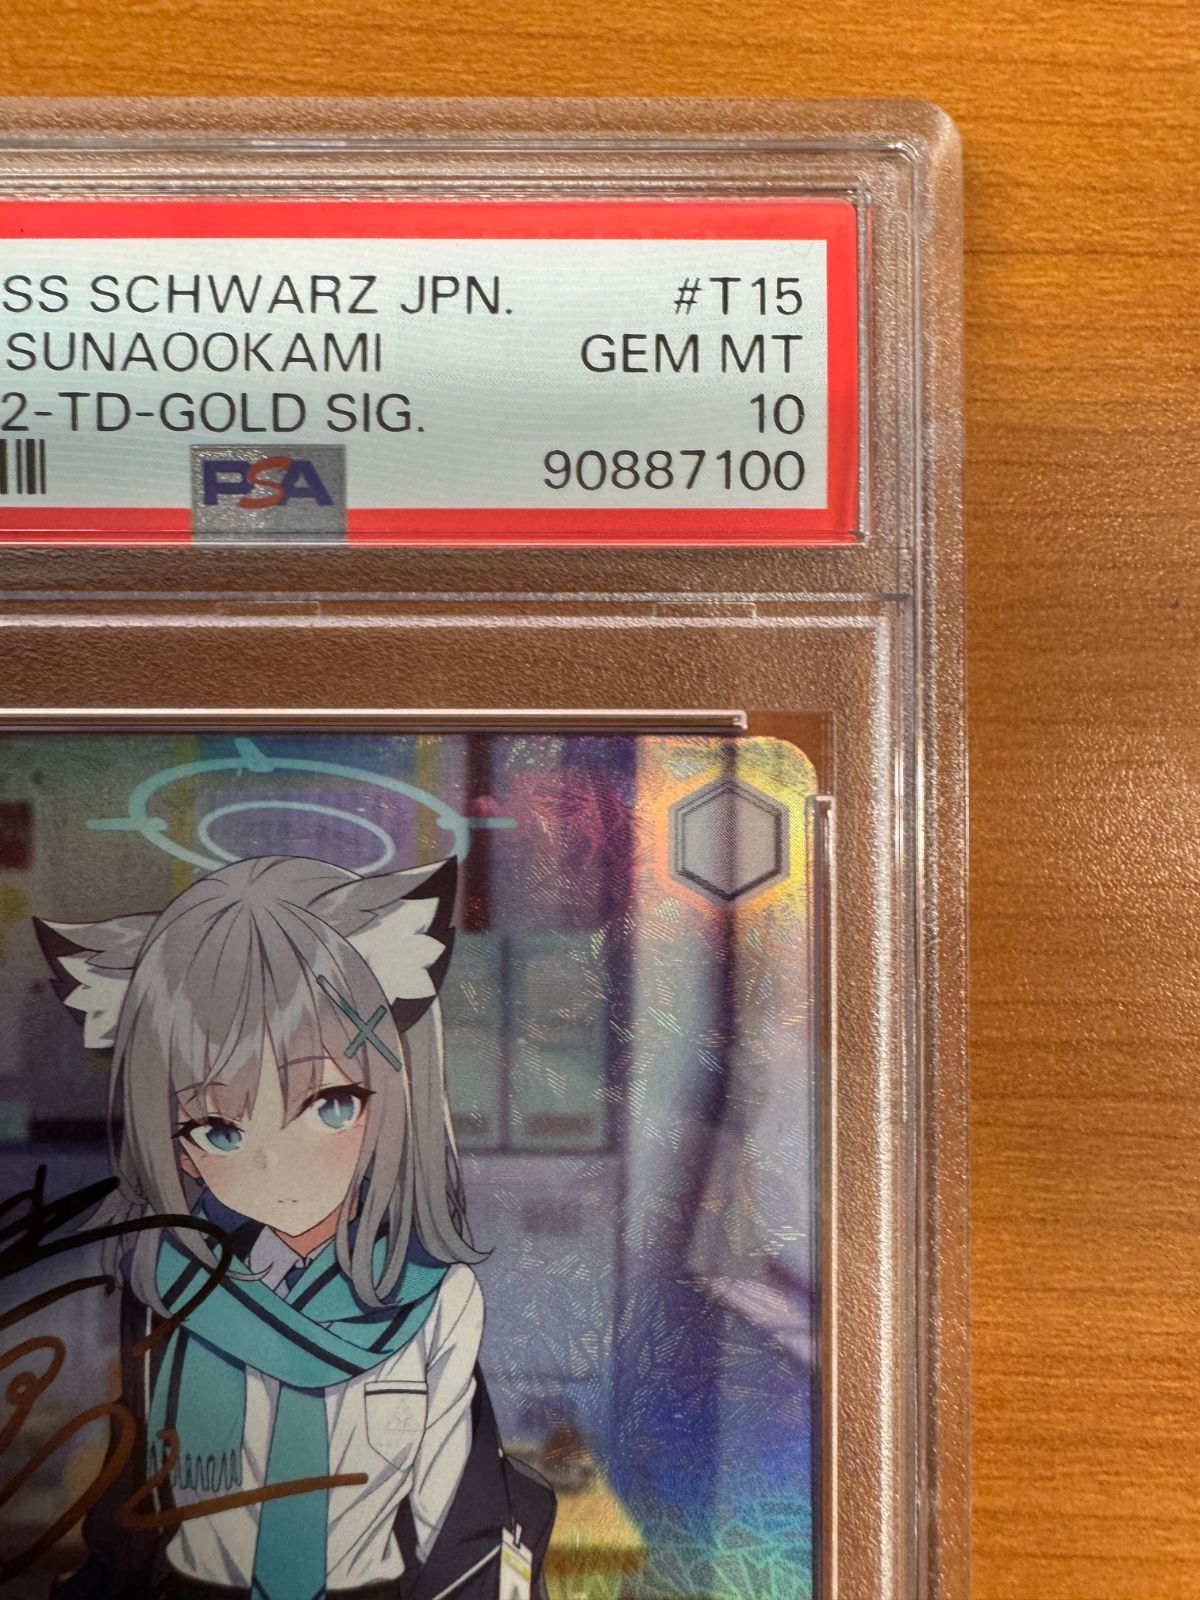 SS SCHWARZ JPN. #T15
SUNAOOKAMI GEM MT
2-TD-GOLD SIG. 10
PSA 90887100